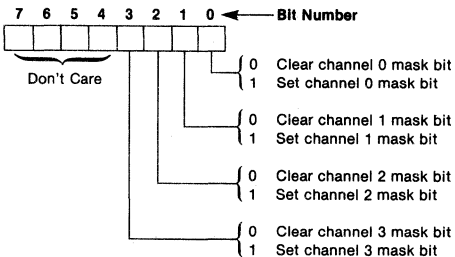 7 6 5 4 3 2 1 0 Bit Number
Don't Care
0 Clear channel 0 mask bit
1 Set channel 0 mask bit
0 Clear channel 1 mask bit
1 Set channel 1 mask bit
0 Clear channel 2 mask bit
1 Set channel 2 mask bit
0 Clear channel 3 mask bit
1 Set channel 3 mask bit